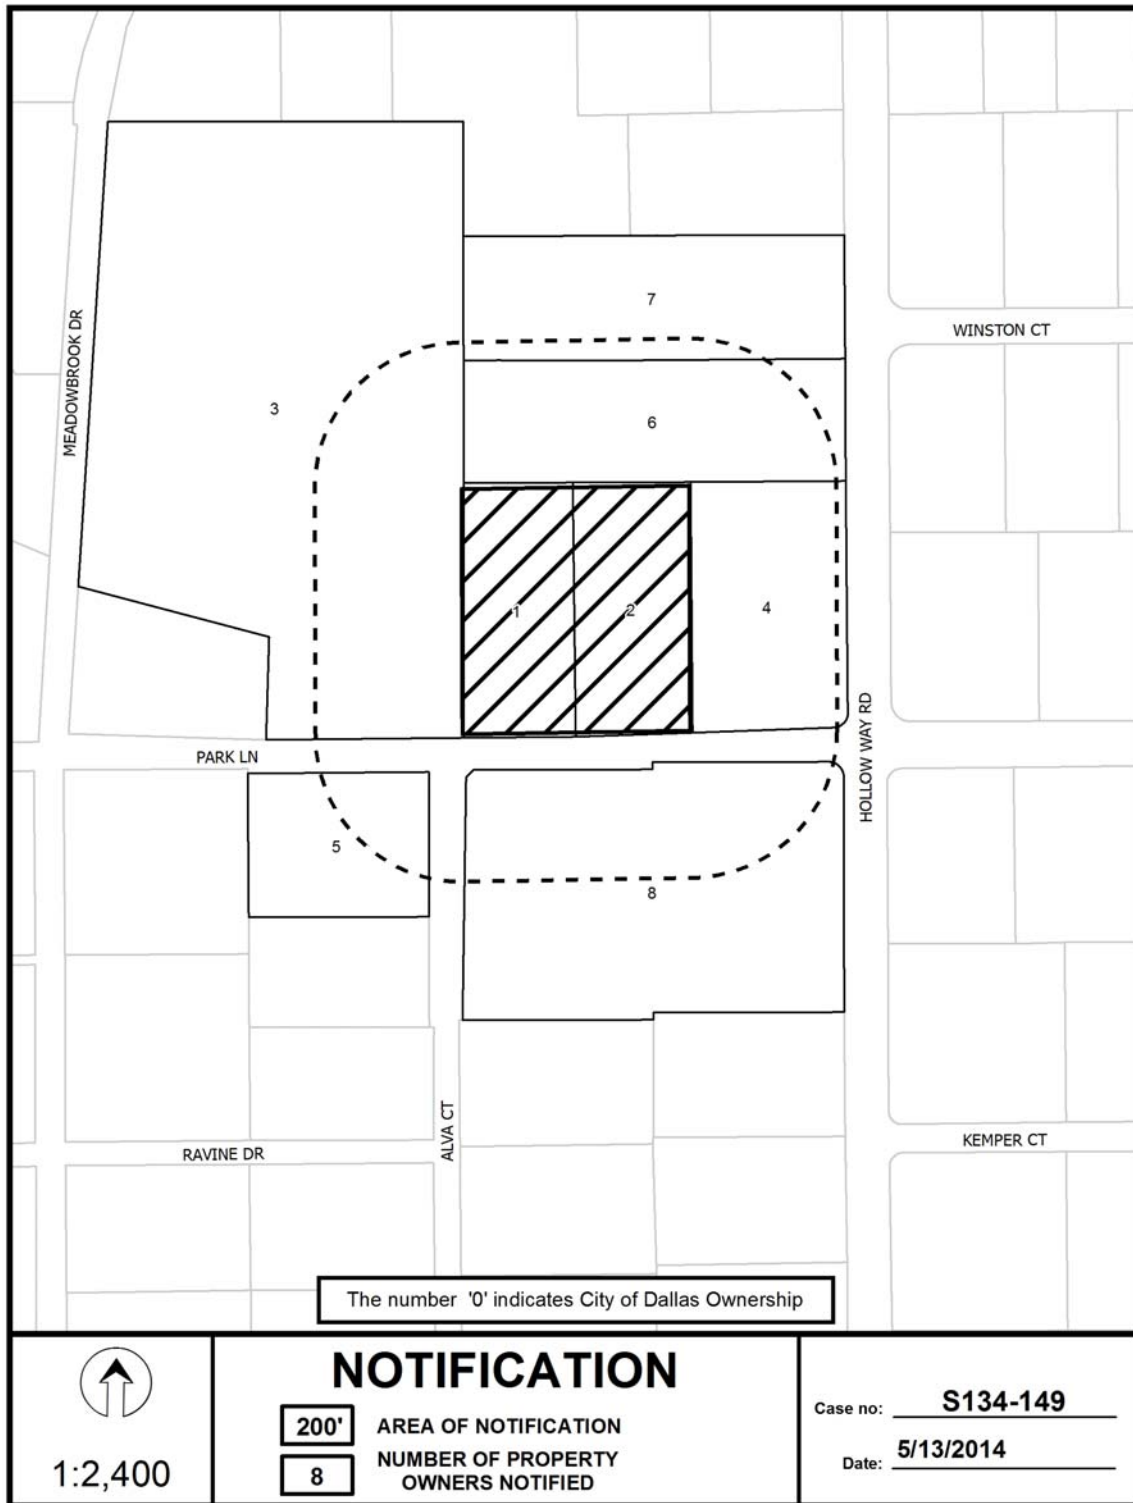 7
WINSTON CT
MEADOWBROOK DR
3
6
1
2
4
HOLLOW WAY RD
PARK LN
5
8
ALVA CT
RAVINE DR
KEMPER CT
The number '0' indicates City of Dallas Ownership
1:2,400
NOTIFICATION
200' AREA OF NOTIFICATION
8 NUMBER OF PROPERTY
OWNERS NOTIFIED
Case no: S134-149
Date: 5/13/2014